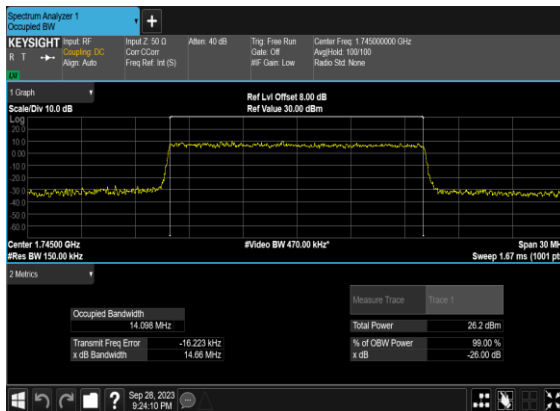 Spectrum Analyzer 1
Occupied BW
KEYSIGHT
R T
Input: RF
Coupling: DC
Align: Auto
Input Z: 50 Ω
Corr CCorr
Freq Ref: Int (S)
Atten: 40 dB
Trig: Free Run
Gate: Off
#IF Gain: Low
Center Freq: 1.745000000 GHz
Avg|Hold: 100/100
Radio Std: None
1 Graph
Scale/Div 10.0 dB
Ref Lvl Offset 8.00 dB
Ref Value 30.00 dBm
Log
20.0
10.0
0.00
-10.0
-20.0
-30.0
-40.0
-50.0
-60.0
Center 1.74500 GHz
#Res BW 150.00 kHz
#Video BW 470.00 kHz*
Span 30 MH
Sweep 1.67 ms (1001 pt
2 Metrics
Measure Trace Trace 1
Occupied Bandwidth
14.098 MHz
Total Power 26.2 dBm
Transmit Freq Error -16.223 kHz
% of OBW Power 99.00 %
x dB Bandwidth 14.66 MHz
x dB -26.00 dB
Sep 28, 2023
9:24:10 PM